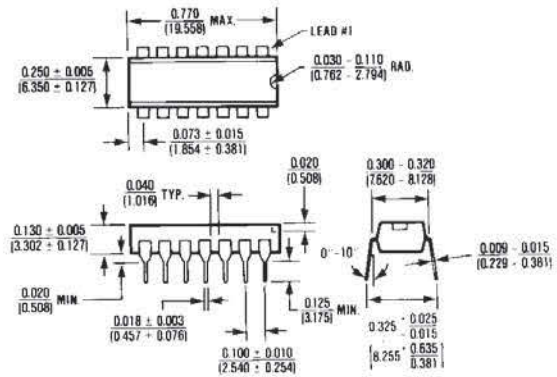 0.770
(19.558) MAX.
LEAD #1
0.250 ± 0.005
(6.350 ± 0.127)
0.030 - 0.110
(0.762 - 2.794) RAD.
0.073 ± 0.015
(1.854 ± 0.381)
0.040
(1.016) TYP.
0.020
(0.508)
0.300 - 0.320
(7.620 - 8.128)
0.130 ± 0.005
(3.302 ± 0.127)
0°-10°
0.009 - 0.015
(0.229 - 0.381)
0.020
(0.508) MIN.
0.125
(3.175) MIN.
0.018 ± 0.003
(0.457 ± 0.076)
0.100 ± 0.010
(2.540 ± 0.254)
0.325 + 0.025
- 0.015
(8.255 + 0.635
- 0.381)